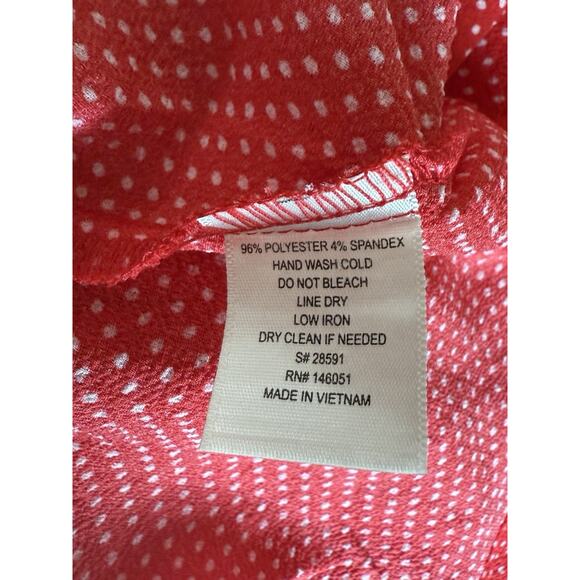 96% POLYESTER 4% SPANDEX
HAND WASH COLD
DO NOT BLEACH
LINE DRY
LOW IRON
DRY CLEAN IF NEEDED
S# 28591
RN# 146051
MADE IN VIETNAM